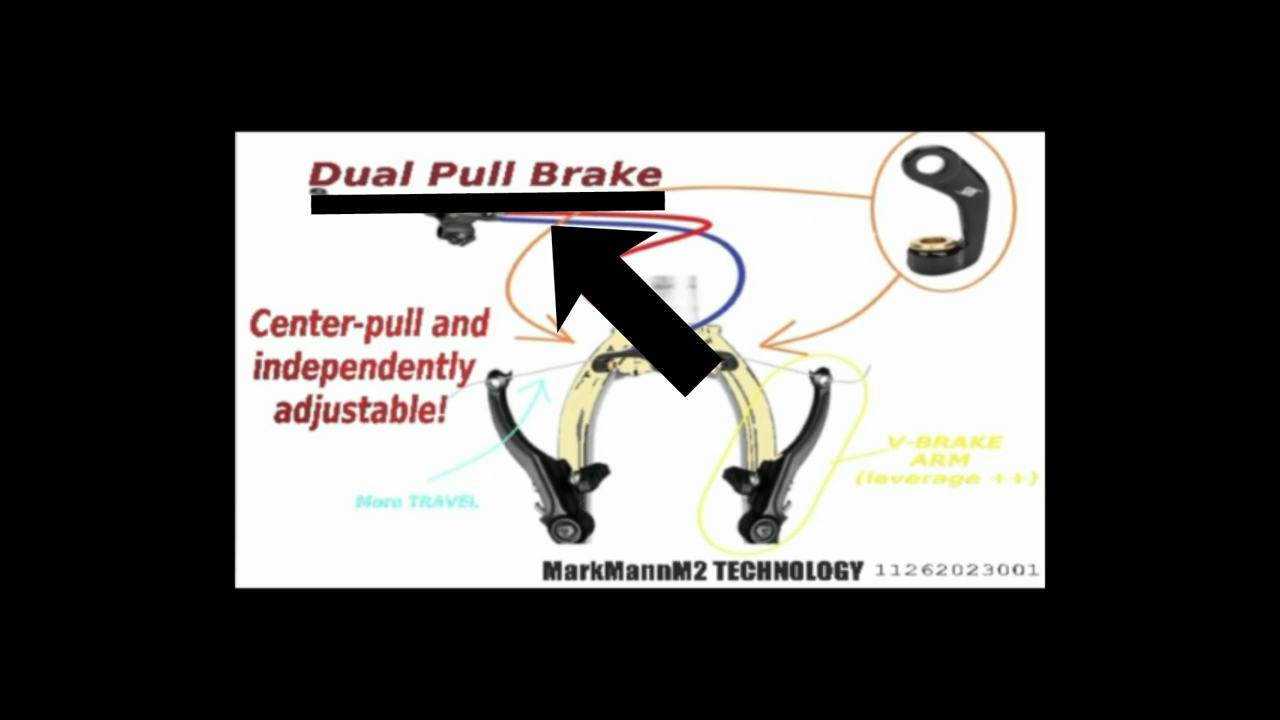 Dual Pull Brake
Center-pull and
independently
adjustable!
More TRAVEL
V-BRAKE
ARM
(leverage ++)
MarkMannM2 TECHNOLOGY 11262023001